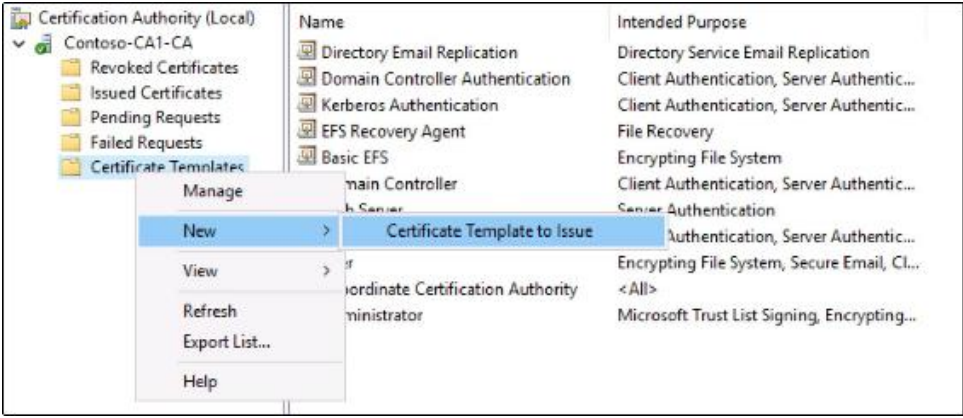 Certification Authority (Local)
Contoso-CA1-CA
Revoked Certificates
Issued Certificates
Pending Requests
Failed Requests
Certificate Templates
Manage
New
Certificate Template to Issue
View
Refresh
Export List...
Help
Name Intended Purpose
Directory Email Replication Directory Service Email Replication
Domain Controller Authentication Client Authentication, Server Authentic...
Kerberos Authentication Client Authentication, Server Authentic...
EFS Recovery Agent File Recovery
Basic EFS Encrypting File System
Controller Client Authentication, Server Authentic...
Server Server Authentication
Authentication, Server Authentic...
Encrypting File System, Secure Email, Cl...
Certification Authority <All>
Microsoft Trust List Signing, Encrypting...